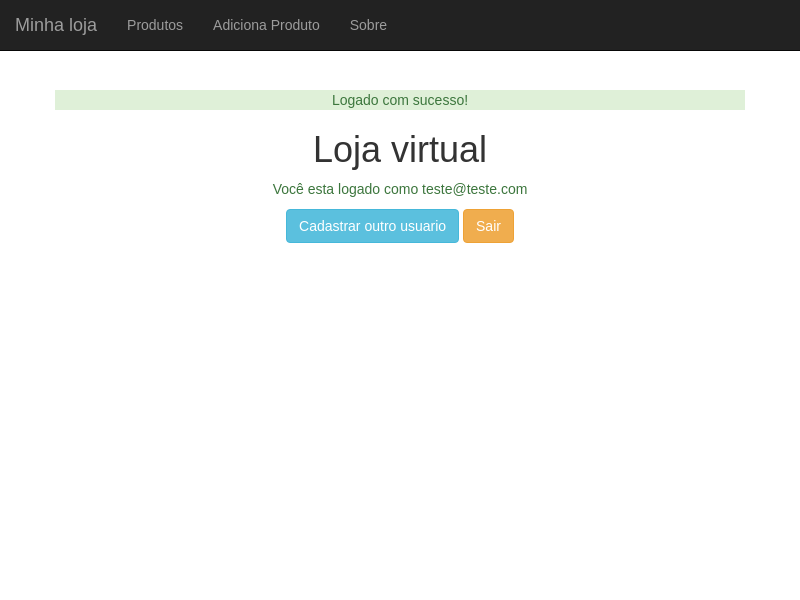 Minha loja Produtos Adiciona Produto Sobre
Logado com sucesso!
Loja virtual
Você esta logado como teste@teste.com
Cadastrar outro usuario Sair